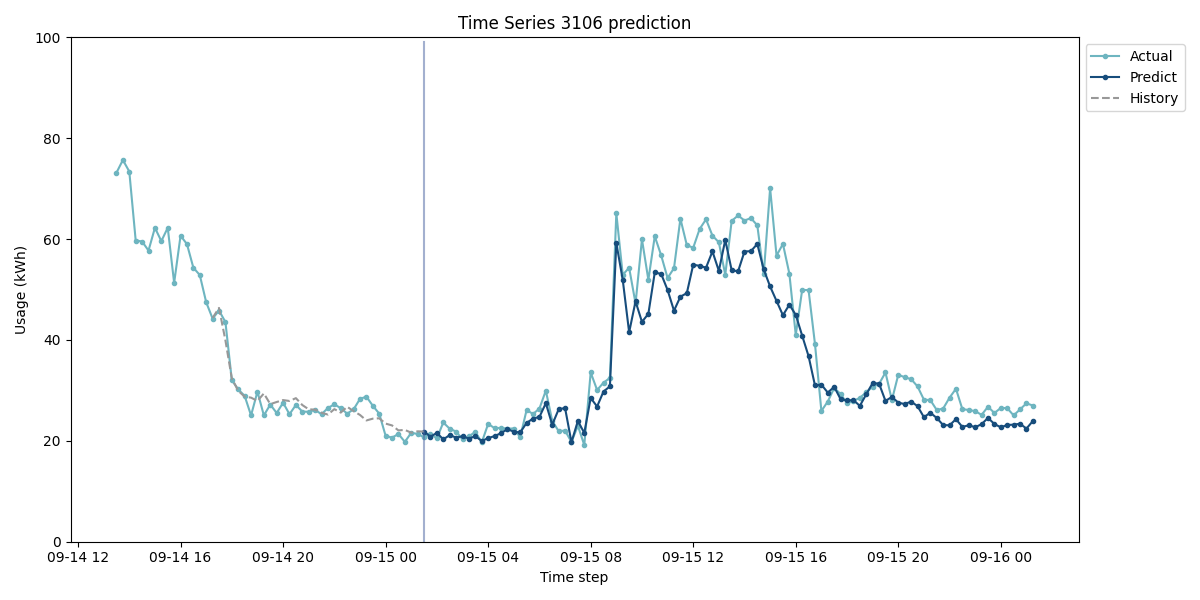 Time Series 3106 prediction
Usage (kWh)
100
80
60
40
20
0
09-14 12
09-14 16
09-14 20
09-15 00
09-15 04
09-15 08
09-15 12
09-15 16
09-15 20
09-16 00
Time step
Actual
Predict
History